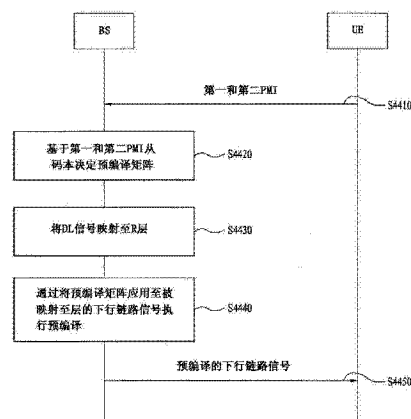 BS
UE
第一和第二PMI
S4410
基于第一和第二PMI从
码本决定预编译矩阵
S4420
将DL信号映射至R层
S4430
通过将预编译矩阵应用至被
映射至层的下行链路信号执
行预编译
S4440
预编译的下行链路信号
S4450